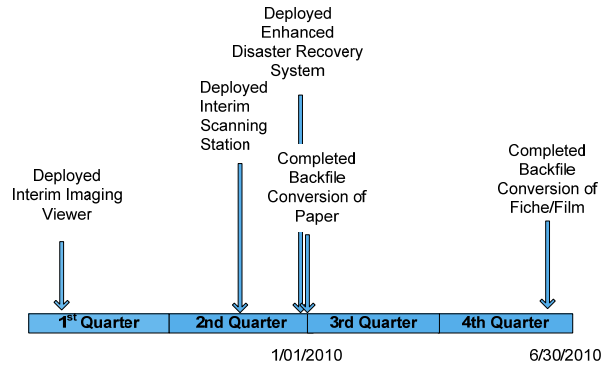 Deployed
Enhanced
Disaster Recovery
System
Deployed
Interim
Scanning
Station
Completed
Backfile
Conversion of
Paper
Deployed
Interim Imaging
Viewer
Completed
Backfile
Conversion of
Fiche/Film
1st Quarter
2nd Quarter
3rd Quarter
4th Quarter
1/01/2010
6/30/2010